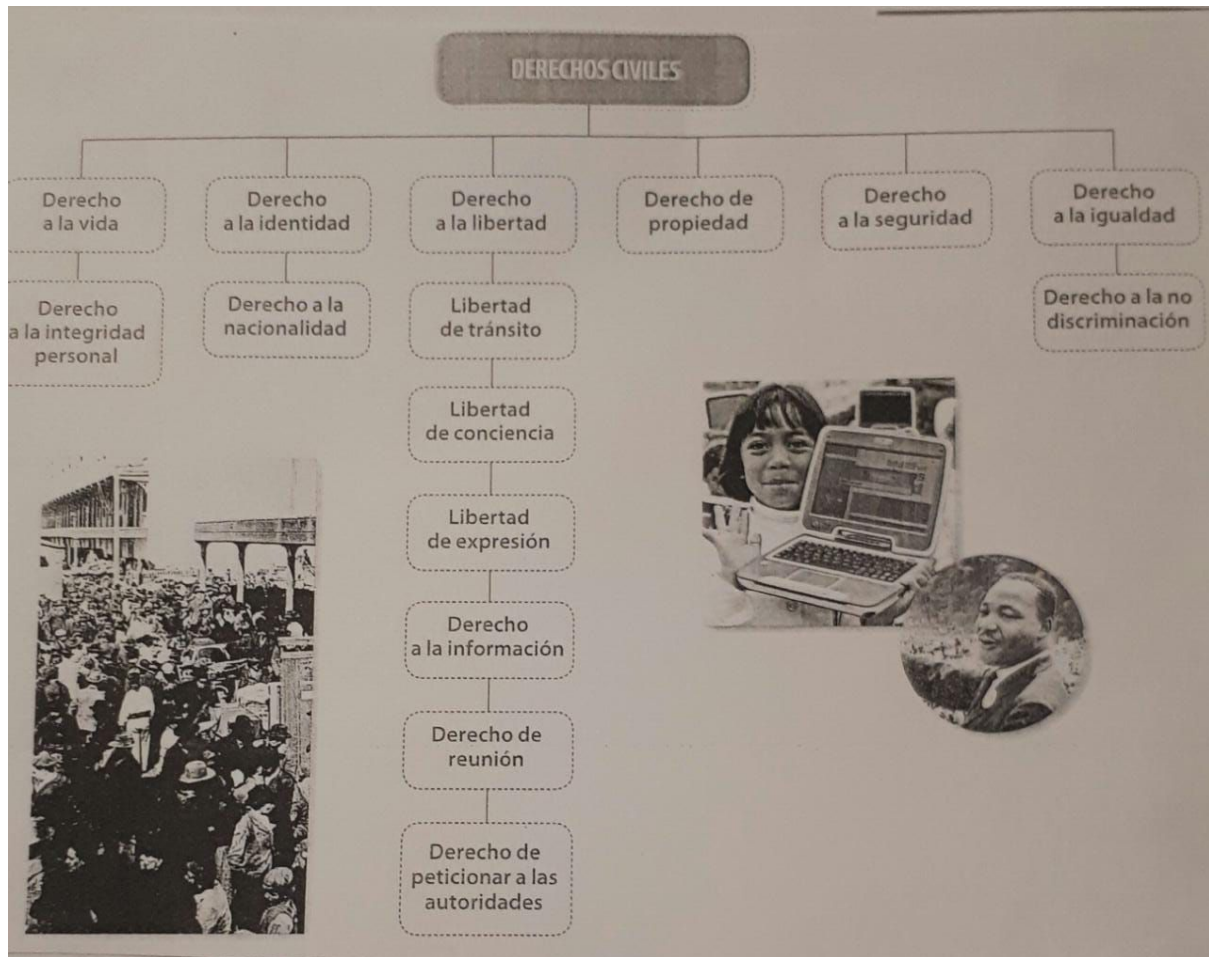 DERECHOS CIVILES
Derecho
a la vida
Derecho
a la integridad
personal
Derecho
a la identidad
Derecho a la
nacionalidad
Derecho
a la libertad
Libertad
de tránsito
Libertad
de conciencia
Libertad
de expresión
Derecho
a la información
Derecho de
reunión
Derecho de
peticionar a las
autoridades
Derecho de
propiedad
Derecho
a la seguridad
Derecho
a la igualdad
Derecho a la no
discriminación